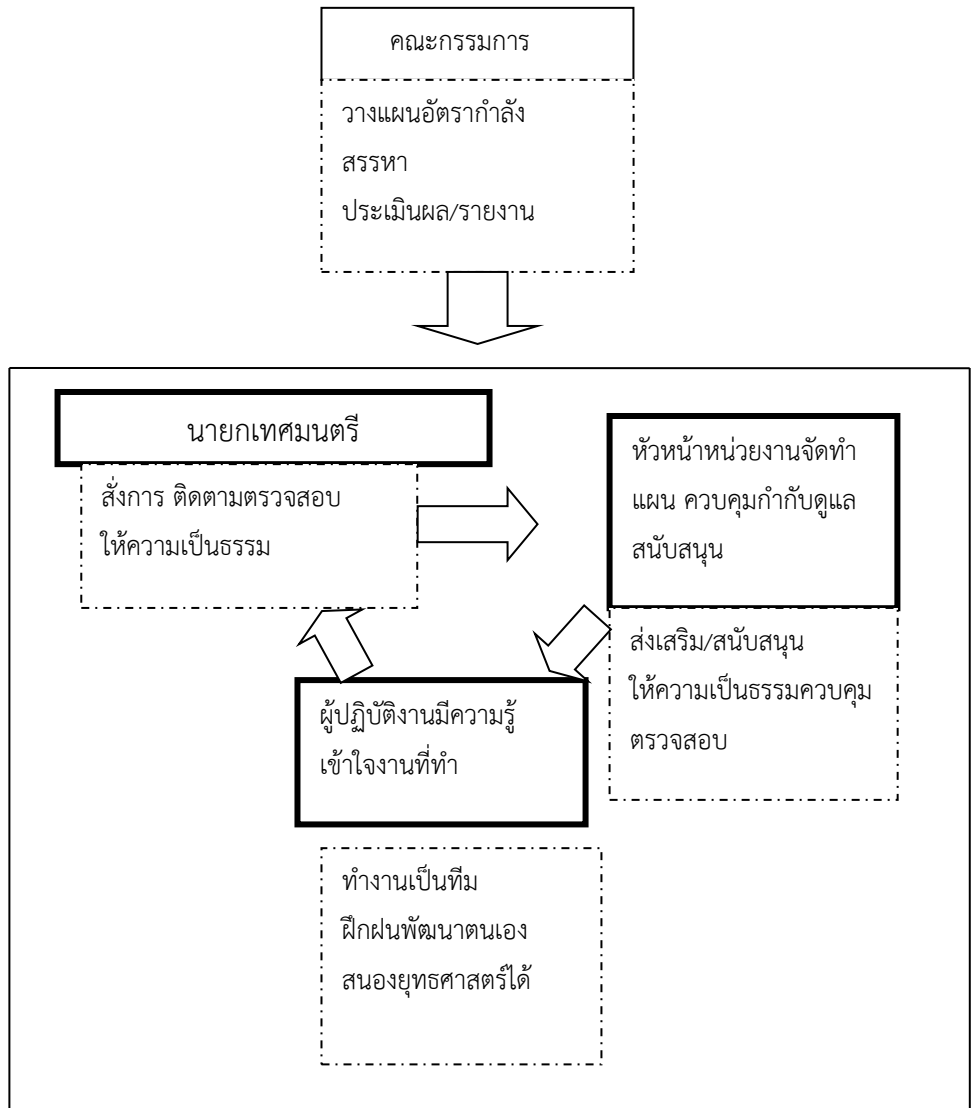 คณะกรรมการ
วางแผนอัตรากำลัง
สรรหา
ประเมินผล/รายงาน
นายกเทศมนตรี
สั่งการ ติดตามตรวจสอบ
ให้ความเป็นธรรม
หัวหน้าหน่วยงานจัดทำ
แผน ควบคุมกำกับดูแล
สนับสนุน
ส่งเสริม/สนับสนุน
ให้ความเป็นธรรมควบคุม
ตรวจสอบ
ผู้ปฏิบัติงานมีความรู้
เข้าใจงานที่ทำ
ทำงานเป็นทีม
ฝึกฝนพัฒนาตนเอง
สนองยุทธศาสตร์ได้